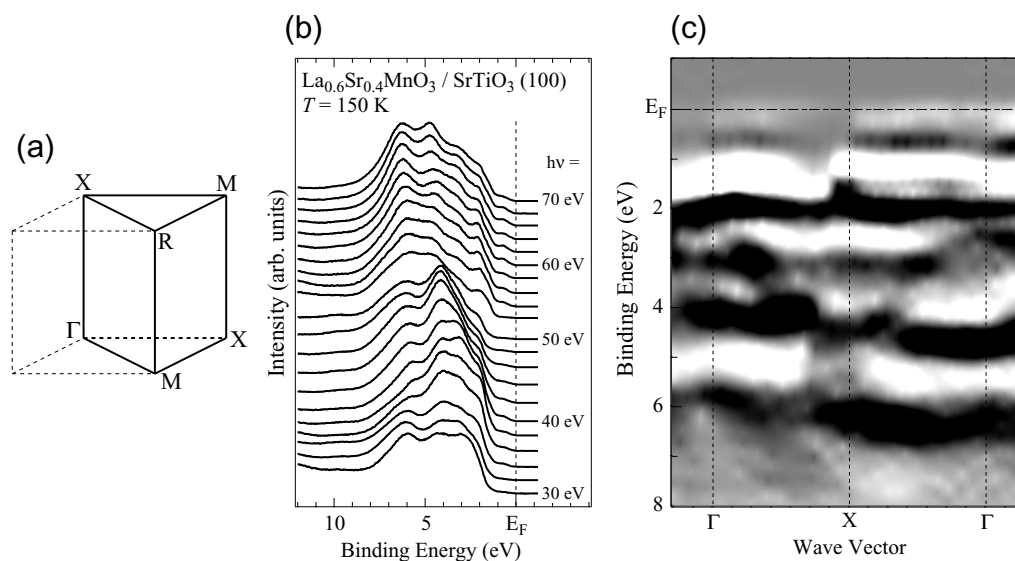 (a)
X
M
R
Γ
X
M
(b)
La0.6Sr0.4MnO3 / SrTiO3 (100)
T = 150 K
hν =
70 eV
60 eV
50 eV
40 eV
30 eV
Intensity (arb. units)
10
5
EF
Binding Energy (eV)
(c)
EF
2
4
6
8
Binding Energy (eV)
Γ
X
Γ
Wave Vector